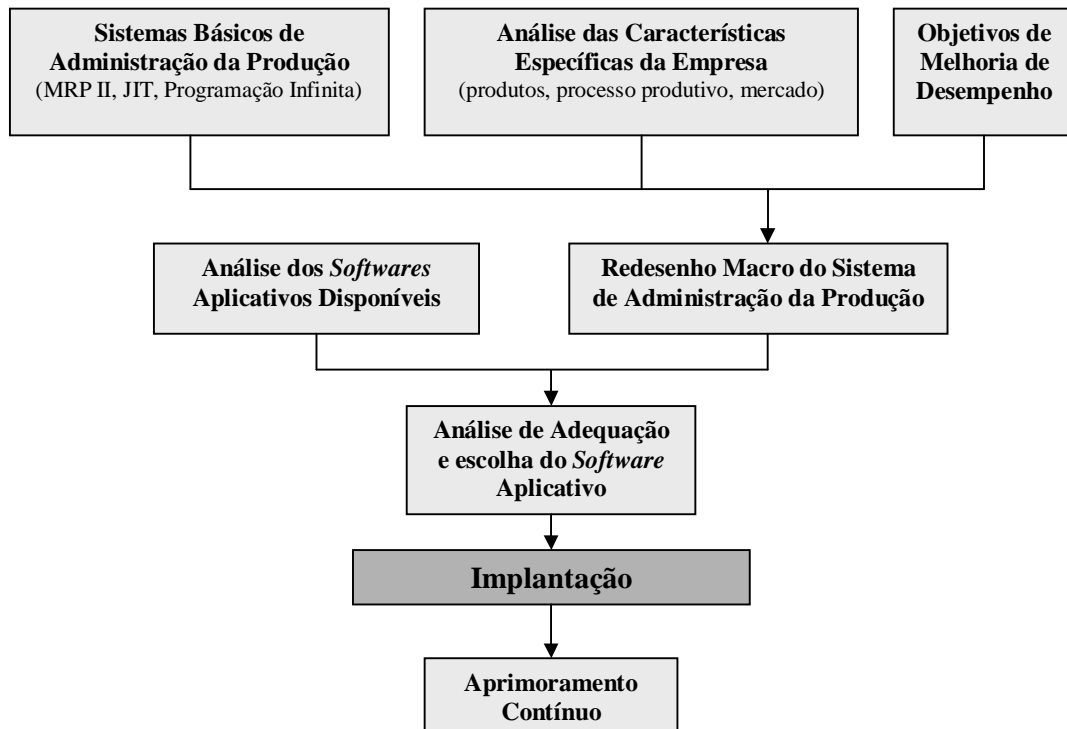 Sistemas Básicos de
Administração da Produção
(MRP II, JIT, Programação Infinita)
Análise das Características
Específicas da Empresa
(produtos, processo produtivo, mercado)
Objetivos de
Melhoria de
Desempenho
Análise dos Softwares
Aplicativos Disponíveis
Redesenho Macro do Sistema
de Administração da Produção
Análise de Adequação
e escolha do Software
Aplicativo
Implantação
Aprimoramento
Contínuo